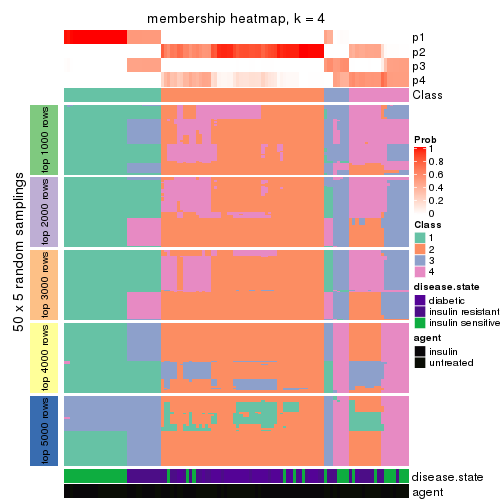 membership heatmap, k = 4
p1
p2
p3
p4
Class
50 x 5 random samplings
top 1000 rows
top 2000 rows
top 3000 rows
top 4000 rows
top 5000 rows
Prob
1
0.8
0.6
0.4
0.2
0
Class
1
2
3
4
disease.state
diabetic
insulin resistant
insulin sensitive
agent
insulin
untreated
disease.state
agent